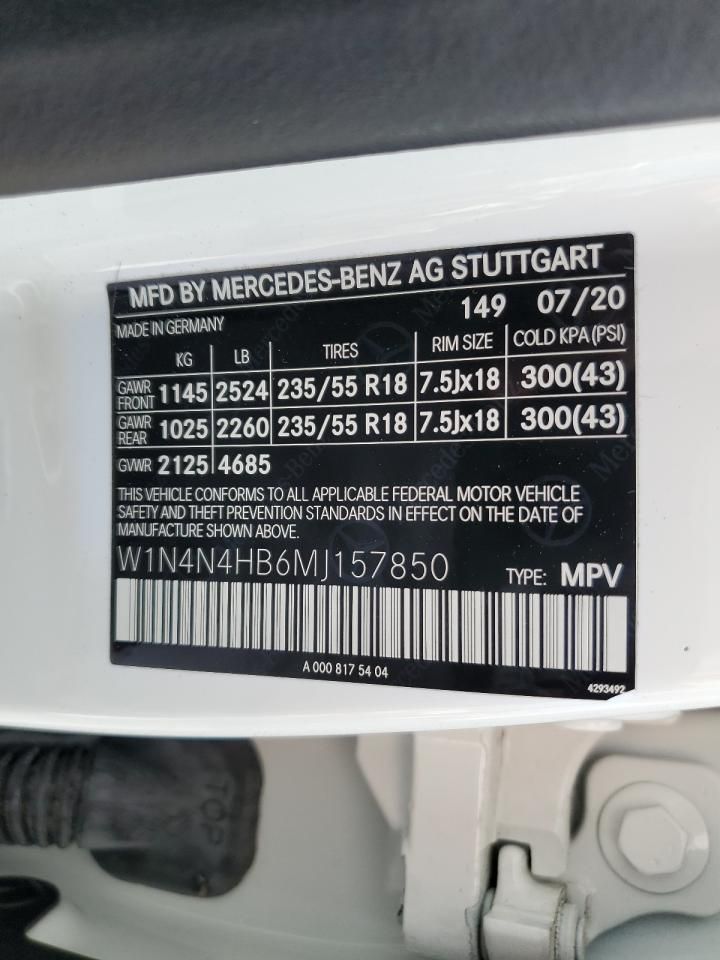 MFD BY MERCEDES-BENZ AG STUTTGART
149 07/20
MADE IN GERMANY
KG LB TIRES RIM SIZE COLD KPA (PSI)
GAWR FRONT 1145 2524 235/55 R18 7.5Jx18 300(43)
GAWR REAR 1025 2260 235/55 R18 7.5Jx18 300(43)
GVWR 2125 4685
THIS VEHICLE CONFORMS TO ALL APPLICABLE FEDERAL MOTOR VEHICLE
SAFETY AND THEFT PREVENTION STANDARDS IN EFFECT ON THE DATE OF
MANUFACTURE SHOWN ABOVE.
W1N4N4HB6MJ157850 TYPE: MPV
A 000 817 54 04
4293492
TOP